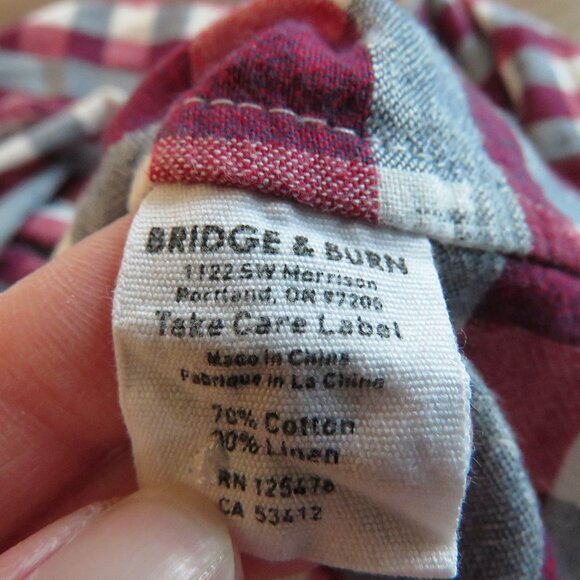 BRIDGE & BURN
1122 SW Morrison
Portland, OR 97205
Take Care Label
Made in China
Fabrique in La China
70% Cotton
30% Linen
RN 125476
CA 53412